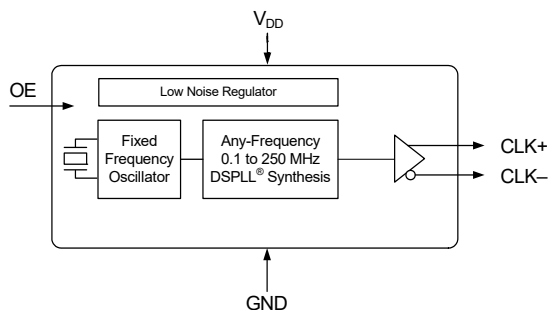 V_DD
OE
Low Noise Regulator
Fixed
Frequency
Oscillator
Any-Frequency
0.1 to 250 MHz
DSPLL® Synthesis
CLK+
CLK–
GND